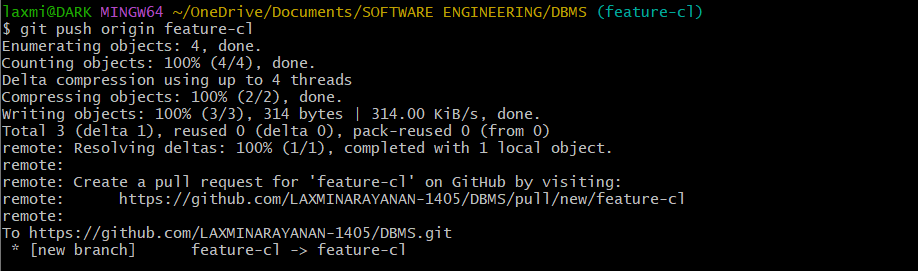 laxmi@DARK MINGW64 ~/OneDrive/Documents/SOFTWARE ENGINEERING/DBMS (feature-cl)
$ git push origin feature-cl
Enumerating objects: 4, done.
Counting objects: 100% (4/4), done.
Delta compression using up to 4 threads
Compressing objects: 100% (2/2), done.
Writing objects: 100% (3/3), 314 bytes | 314.00 KiB/s, done.
Total 3 (delta 1), reused 0 (delta 0), pack-reused 0 (from 0)
remote: Resolving deltas: 100% (1/1), completed with 1 local object.
remote:
remote: Create a pull request for 'feature-cl' on GitHub by visiting:
remote:      https://github.com/LAXMINARAYANAN-1405/DBMS/pull/new/feature-cl
remote:
To https://github.com/LAXMINARAYANAN-1405/DBMS.git
 * [new branch]      feature-cl -> feature-cl